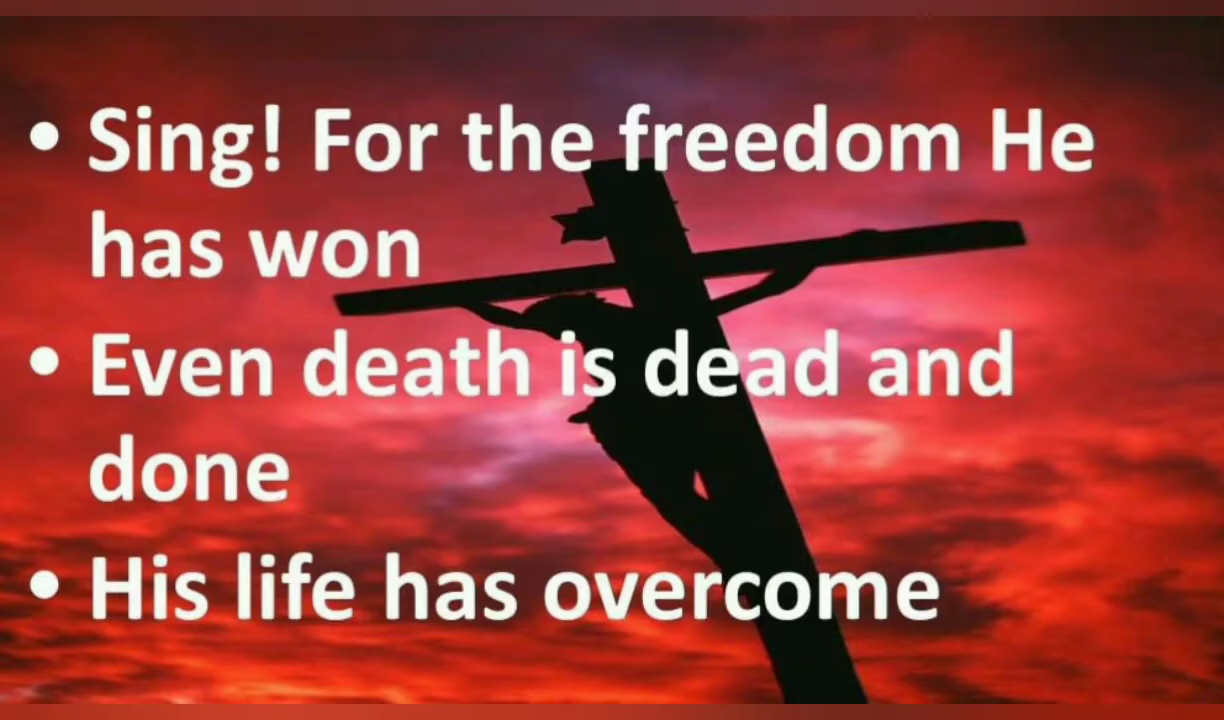 • Sing! For the freedom He
has won
• Even death is dead and
done
• His life has overcome